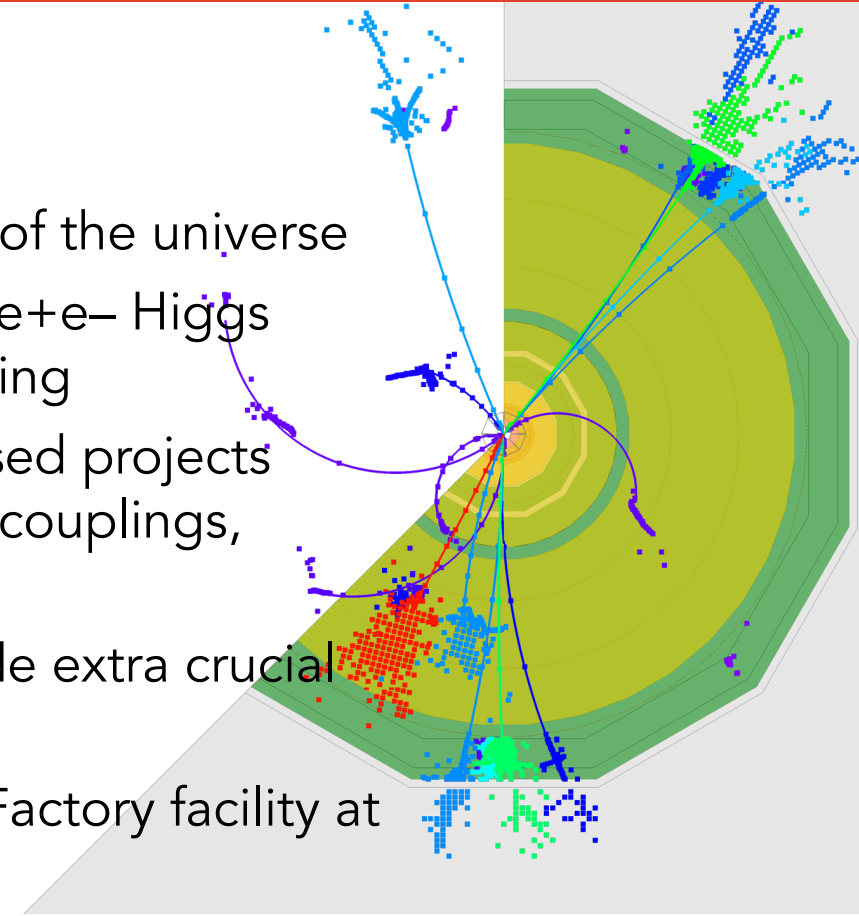 of the universe
e+e– Higgs
ing
sed projects
couplings,
le extra crucial
Factory facility at